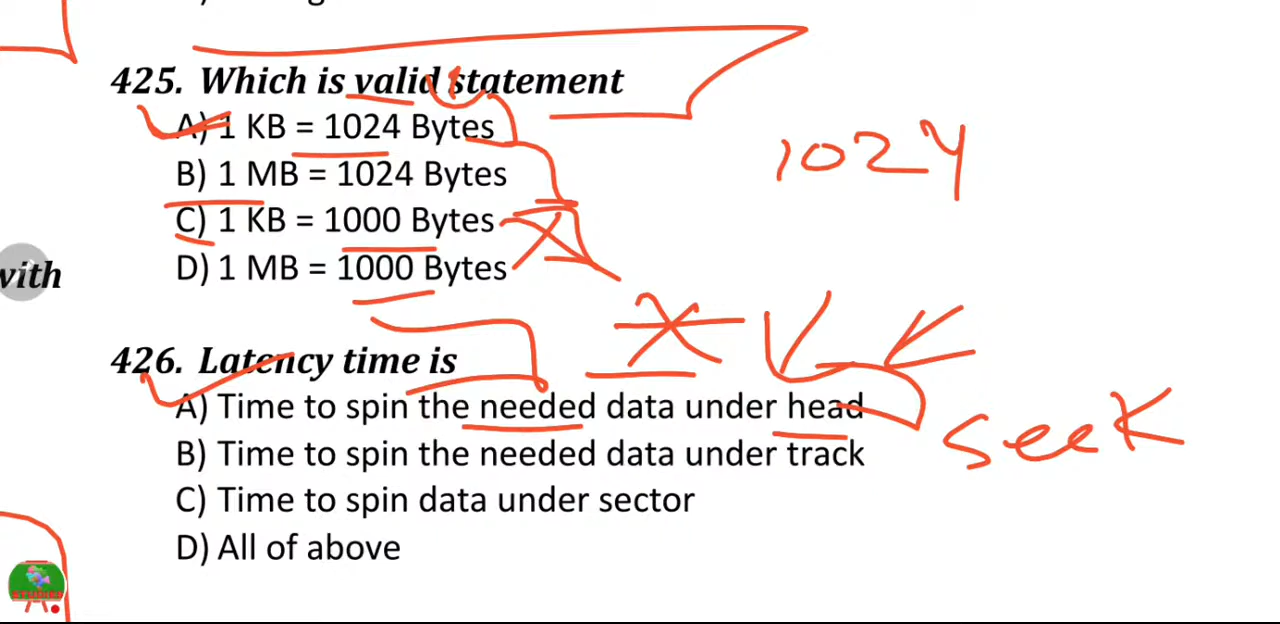 425. Which is valid statement
A) 1 KB = 1024 Bytes
1024
B) 1 MB = 1024 Bytes
C) 1 KB = 1000 Bytes
with
D) 1 MB = 1000 Bytes
426. Latency time is
A) Time to spin the needed data under head
seek
B) Time to spin the needed data under track
C) Time to spin data under sector
D) All of above